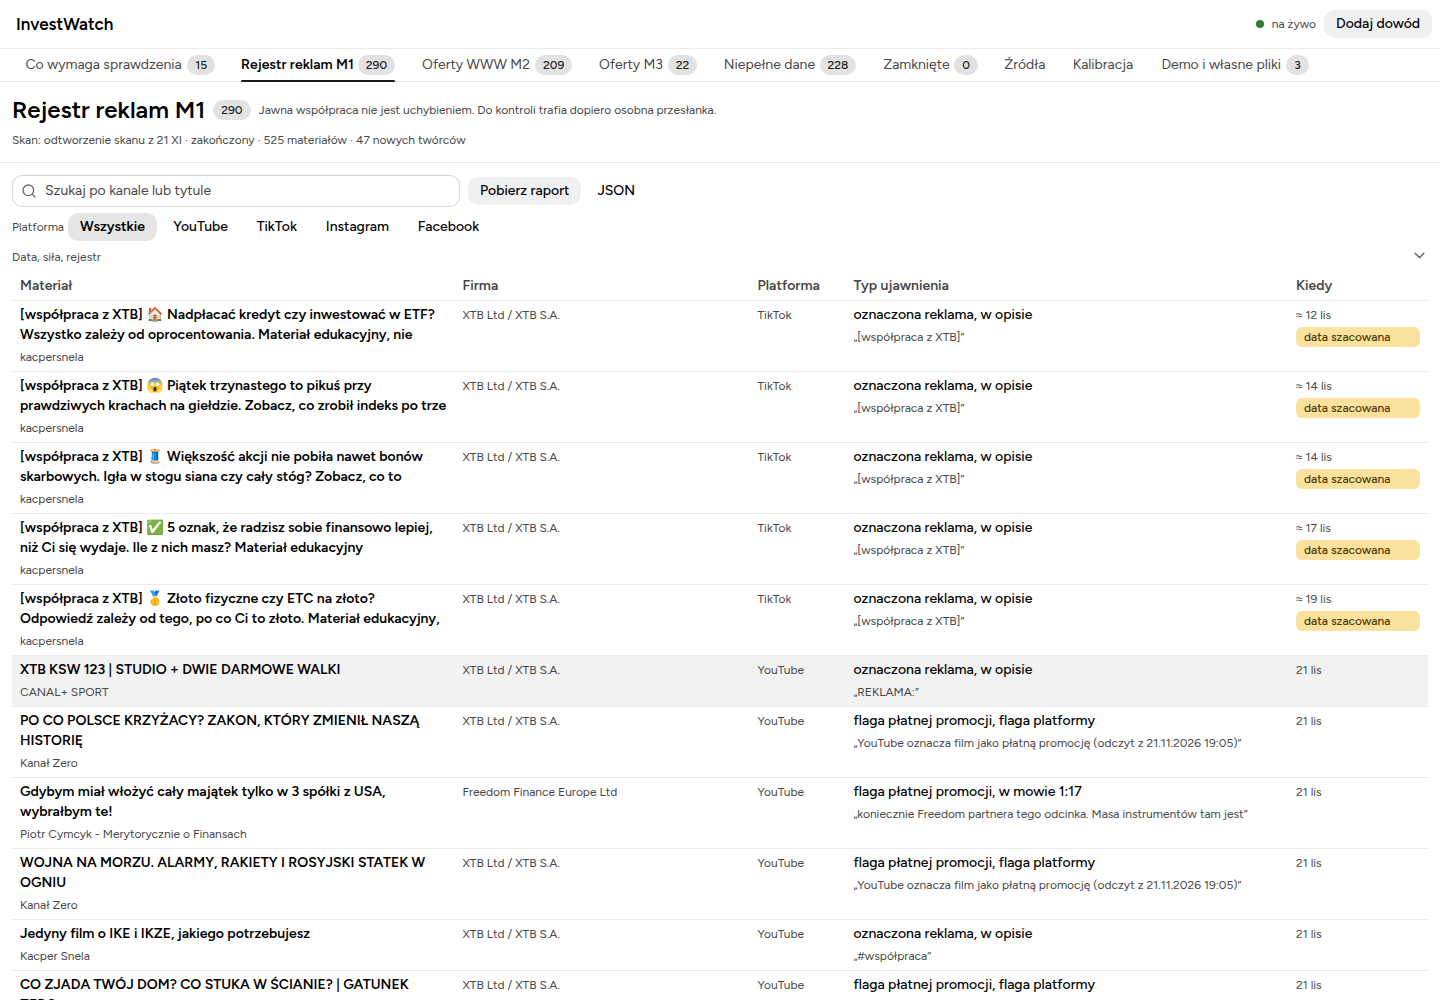 InvestWatch
na żywo
Dodaj dowód
Co wymaga sprawdzenia 15 Rejestr reklam M1 290 Oferty WWW M2 209 Oferty M3 22 Niepełne dane 228 Zamknięte 0 Źródła Kalibracja Demo i własne pliki 3
Rejestr reklam M1 290 Jawna współpraca nie jest uchybieniem. Do kontroli trafia dopiero osobna przesłanka.
Skan: odtworzenie skanu z 21 XI · zakończony · 525 materiałów · 47 nowych twórców
Szukaj po kanale lub tytule
Pobierz raport JSON
Platforma Wszystkie YouTube TikTok Instagram Facebook
Data, siła, rejestr
Materiał Firma Platforma Typ ujawnienia Kiedy
[współpraca z XTB] 🏠 Nadpłacać kredyt czy inwestować w ETF? XTB Ltd / XTB S.A. TikTok oznaczona reklama, w opisie ≈ 12 lis
Wszystko zależy od oprocentowania. Materiał edukacyjny, nie „[współpraca z XTB]” data szacowana
kacpersnela
[współpraca z XTB] 😱 Piątek trzynastego to pikuś przy XTB Ltd / XTB S.A. TikTok oznaczona reklama, w opisie ≈ 14 lis
prawdziwych krachach na giełdzie. Zobacz, co zrobił indeks po trze „[współpraca z XTB]” data szacowana
kacpersnela
[współpraca z XTB] 🧵 Większość akcji nie pobiła nawet bonów XTB Ltd / XTB S.A. TikTok oznaczona reklama, w opisie ≈ 14 lis
skarbowych. Igła w stogu siana czy cały stóg? Zobacz, co to „[współpraca z XTB]” data szacowana
kacpersnela
[współpraca z XTB] ✅ 5 oznak, że radzisz sobie finansowo lepiej, XTB Ltd / XTB S.A. TikTok oznaczona reklama, w opisie ≈ 17 lis
niż Ci się wydaje. Ile z nich masz? Materiał edukacyjny „[współpraca z XTB]” data szacowana
kacpersnela
[współpraca z XTB] 🥇 Złoto fizyczne czy ETC na złoto? XTB Ltd / XTB S.A. TikTok oznaczona reklama, w opisie ≈ 19 lis
Odpowiedź zależy od tego, po co Ci to złoto. Materiał edukacyjny, „[współpraca z XTB]” data szacowana
kacpersnela
XTB KSW 123 | STUDIO + DWIE DARMOWE WALKI XTB Ltd / XTB S.A. YouTube oznaczona reklama, w opisie 21 lis
CANAL+ SPORT „REKLAMA:”
PO CO POLSCE KRZYŻACY? ZAKON, KTÓRY ZMIENIŁ NASZĄ XTB Ltd / XTB S.A. YouTube flaga płatnej promocji, flaga platformy 21 lis
HISTORIĘ „YouTube oznacza film jako płatną promocję (odczyt z 21.11.2026 19:05)”
Kanał Zero
Gdybym miał włożyć cały majątek tylko w 3 spółki z USA, Freedom Finance Europe Ltd YouTube flaga płatnej promocji, w mowie 1:17 21 lis
wybrałbym te! „koniecznie Freedom partnera tego odcinka. Masa instrumentów tam jest”
Piotr Cymcyk - Merytorycznie o Finansach
WOJNA NA MORZU. ALARMY, RAKIETY I ROSYJSKI STATEK W XTB Ltd / XTB S.A. YouTube flaga płatnej promocji, flaga platformy 21 lis
OGNIU „YouTube oznacza film jako płatną promocję (odczyt z 21.11.2026 19:05)”
Kanał Zero
Jedyny film o IKE i IKZE, jakiego potrzebujesz XTB Ltd / XTB S.A. YouTube oznaczona reklama, w opisie 21 lis
Kacper Snela „#współpraca”
CO ZJADA TWÓJ DOM? CO STUKA W ŚCIANIE? | GATUNEK XTB Ltd / XTB S.A. YouTube flaga płatnej promocji, flaga platformy 21 lis